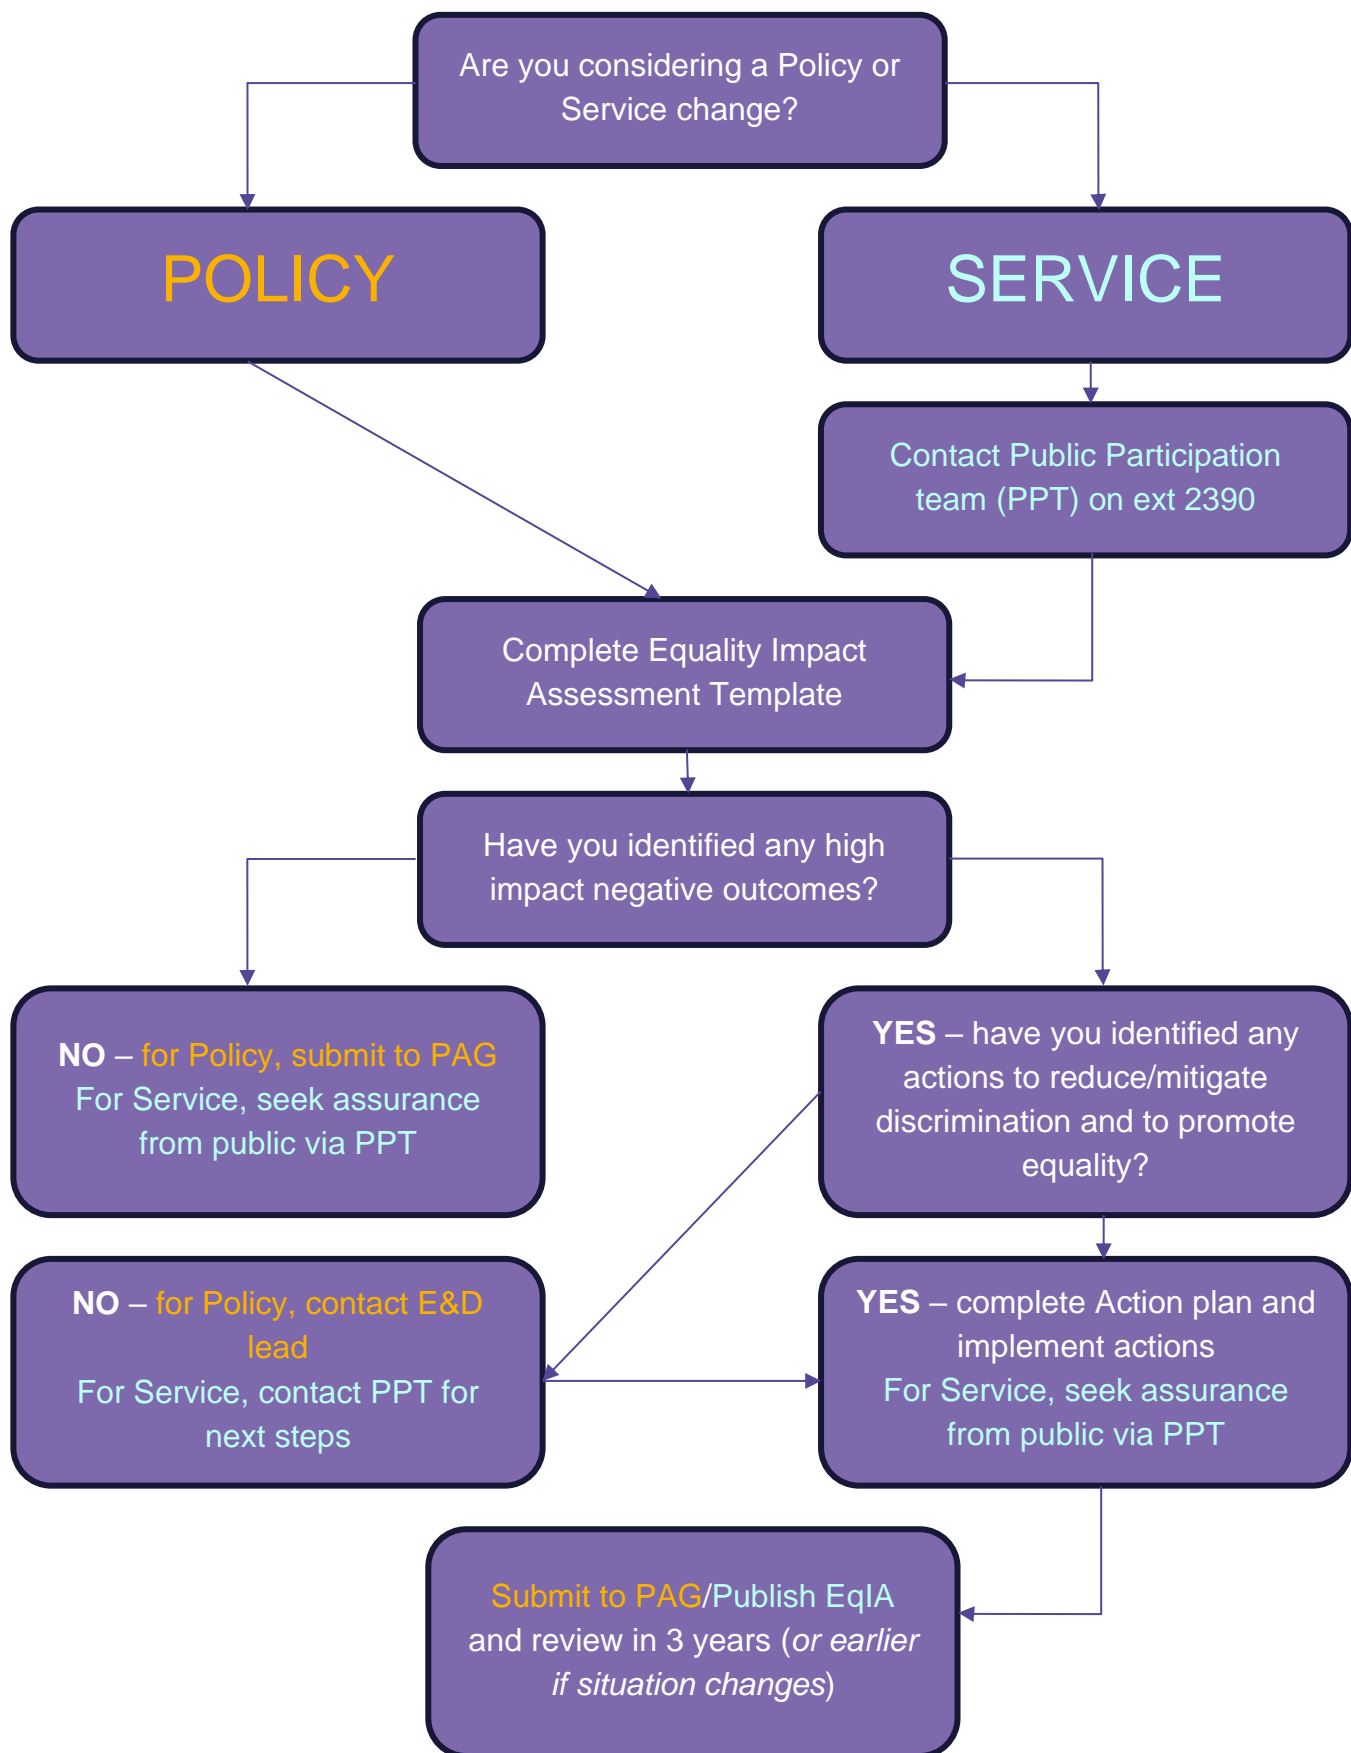 Are you considering a Policy or
Service change?
POLICY
SERVICE
Contact Public Participation
team (PPT) on ext 2390
Complete Equality Impact
Assessment Template
Have you identified any high
impact negative outcomes?
NO – for Policy, submit to PAG
For Service, seek assurance
from public via PPT
YES – have you identified any
actions to reduce/mitigate
discrimination and to promote
equality?
NO – for Policy, contact E&D
lead
For Service, contact PPT for
next steps
YES – complete Action plan and
implement actions
For Service, seek assurance
from public via PPT
Submit to PAG/Publish EqIA
and review in 3 years (or earlier
if situation changes)